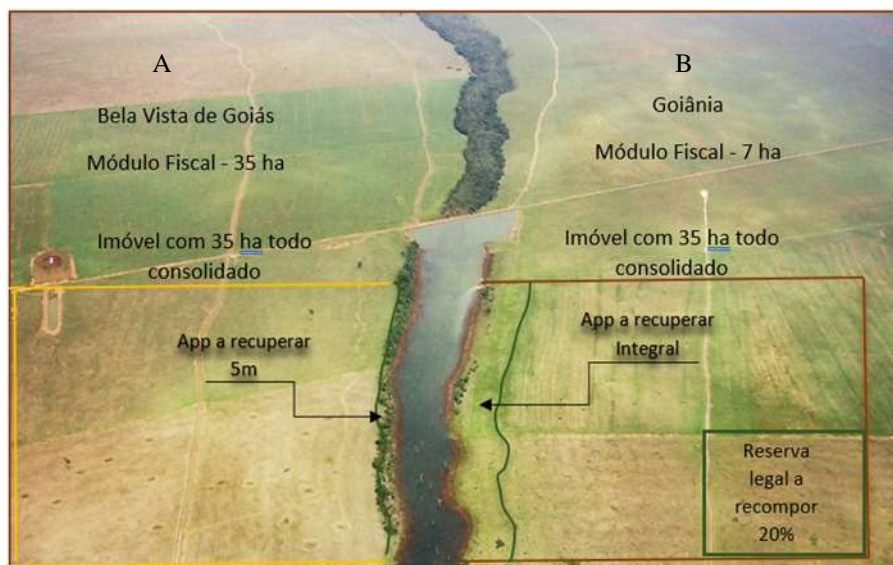 A
Bela Vista de Goiás
Módulo Fiscal - 35 ha
Imóvel com 35 ha todo
consolidado
App a recuperar
5m
B
Goiânia
Módulo Fiscal - 7 ha
Imóvel com 35 ha todo
consolidado
App a recuperar
Integral
Reserva
legal a
recompor
20%